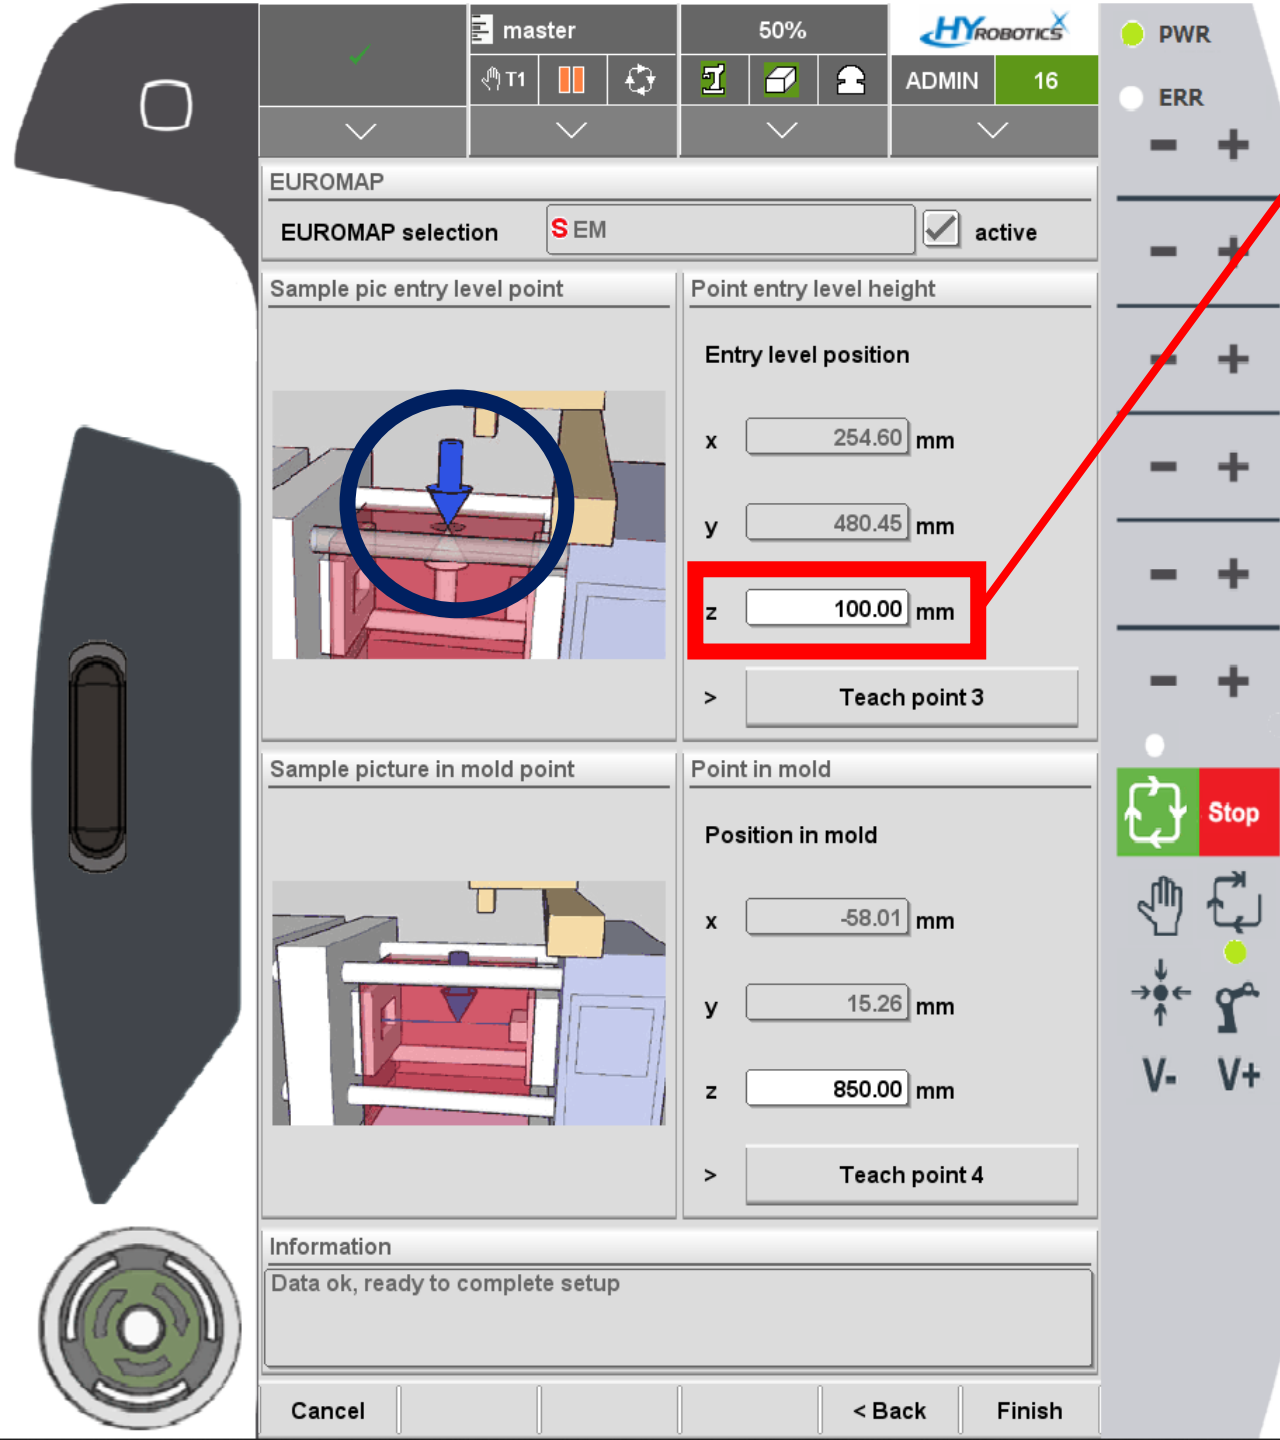 master
50%
HYROBOTICS
PWR
T1
ADMIN
16
ERR
- +
EUROMAP
EUROMAP selection
S EM
active
- +
Sample pic entry level point
Point entry level height
Entry level position
- +
x 254.60 mm
- +
y 480.45 mm
- +
z 100.00 mm
- +
> Teach point 3
Sample picture in mold point
Point in mold
Stop
Position in mold
x -58.01 mm
y 15.26 mm
z 850.00 mm
V- V+
> Teach point 4
Information
Data ok, ready to complete setup
Cancel
< Back
Finish